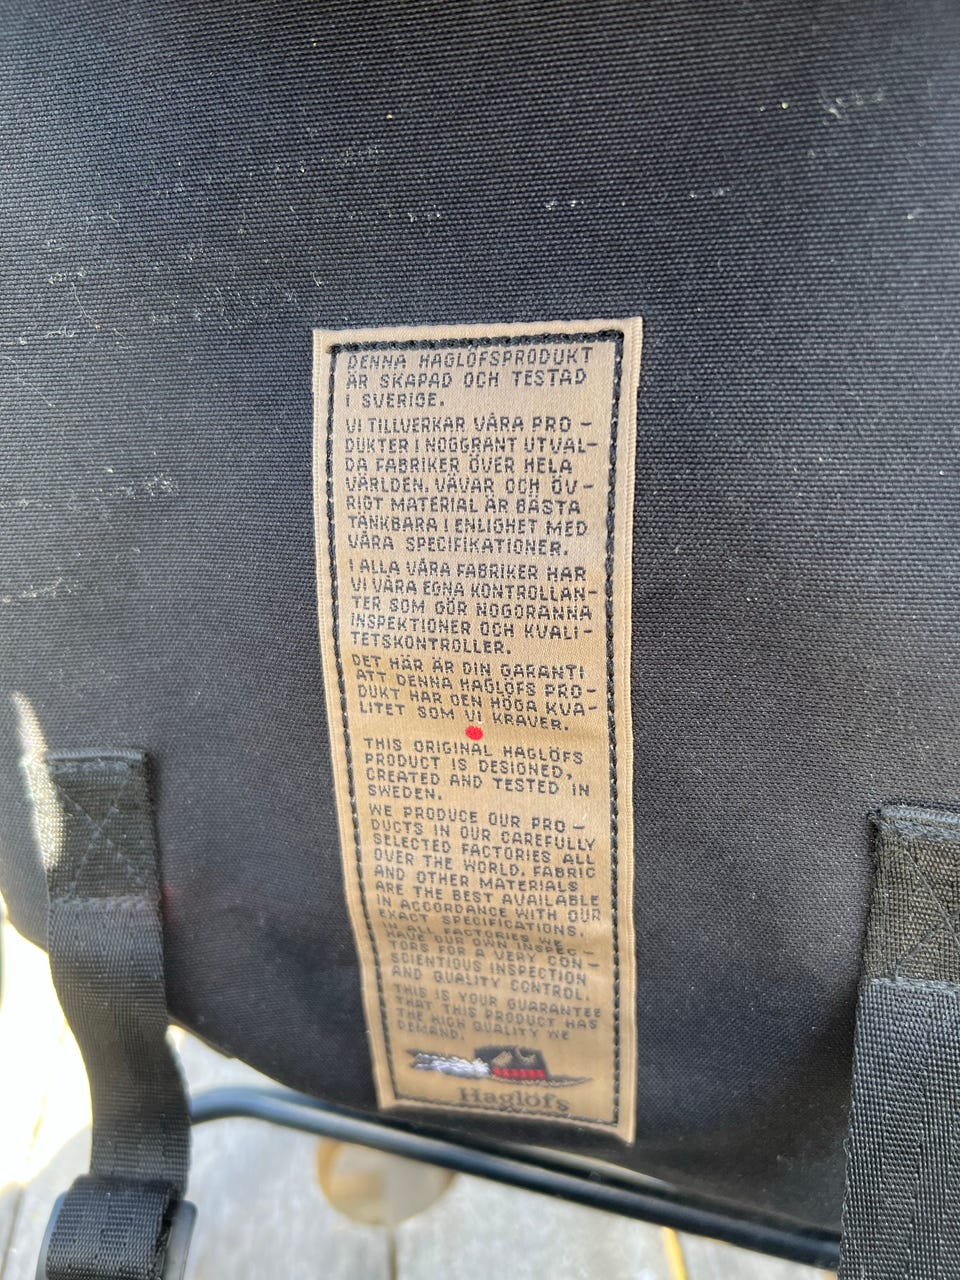 DENNA HAGLÖFSPRODUKT
ÄR SKAPAD OCH TESTAD
I SVERIGE.
VI TILLVERKAR VÅRA PRO-
DUKTER I NOGGRANT UTVAL-
DA FABRIKER ÖVER HELA
VÄRLDEN. VÄVAR OCH ÖV-
RIGT MATERIAL ÄR BÄSTA
TÄNKBARA I ENLIGHET MED
VÅRA SPECIFIKATIONER.
I ALLA VÅRA FABRIKER HAR
VI VÅRA EGNA KONTROLLAN-
TER SOM GÖR NOGGRANNA
INSPEKTIONER OCH KVALI-
TETSKONTROLLER.
DET HÄR ÄR DIN GARANTI
ATT DENNA HAGLÖFS PRO-
DUKT HAR DEN HÖGA KVA-
LITET SOM VI KRÄVER.
THIS ORIGINAL HAGLÖFS
PRODUCT IS DESIGNED,
CREATED AND TESTED IN
SWEDEN.
WE PRODUCE OUR PRO-
DUCTS IN OUR CAREFULLY
SELECTED FACTORIES ALL
OVER THE WORLD. FABRIC
AND OTHER MATERIALS
ARE THE BEST AVAILABLE
IN ACCORDANCE WITH OUR
EXACT SPECIFICATIONS.
IN ALL FACTORIES WE
HAVE OUR OWN INSPEC-
TORS FOR A VERY CON-
SCIENTIOUS INSPECTION
AND QUALITY CONTROL.
THIS IS YOUR GUARANTEE
THAT THIS PRODUCT HAS
THE HIGH QUALITY WE
DEMAND.
Haglöfs